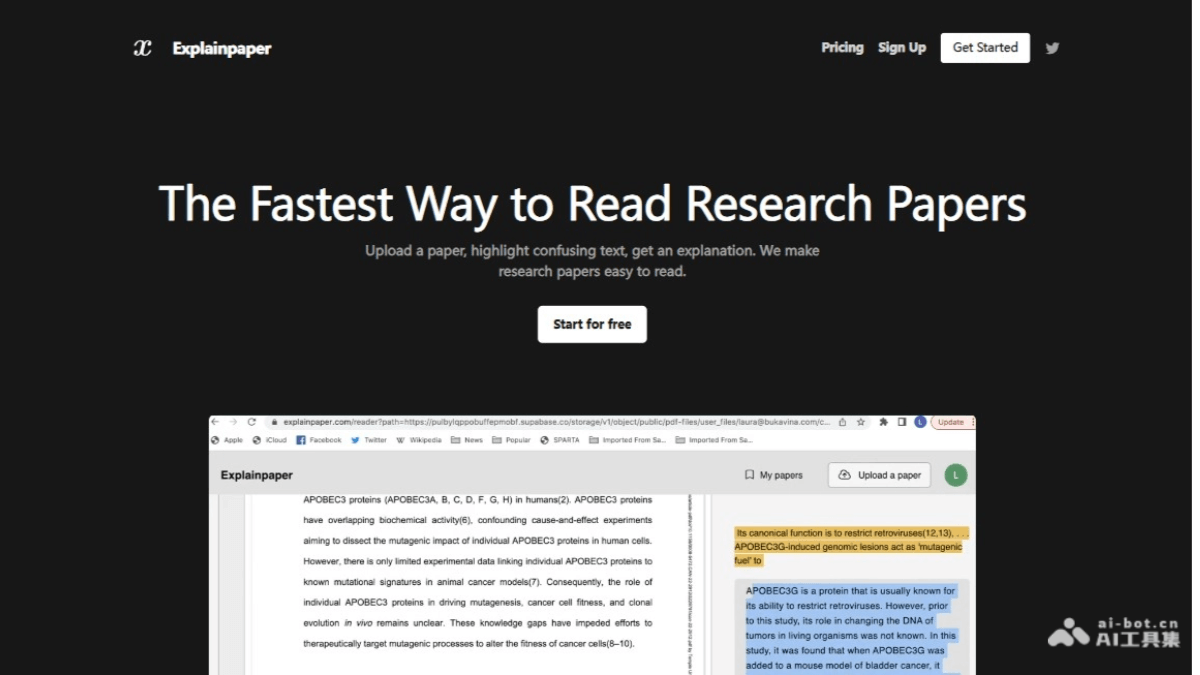 x Explainpaper
Pricing Sign Up Get Started
The Fastest Way to Read Research Papers
Upload a paper, highlight confusing text, get an explanation. We make
research papers easy to read.
Start for free
explainpaper.com/reader?path=https://pulbylqppobuffepmobf.supabase.co/storage/v1/object/public/pdf-files/user_files/laura@bukavina.com/c... L Update
Apple iCloud Facebook Twitter Wikipedia News Popular SPARTA Imported From Sa... Imported From Sa...
Explainpaper
My papers Upload a paper L
APOBEC3 proteins (APOBEC3A, B, C, D, F, G, H) in humans(2). APOBEC3 proteins
have overlapping biochemical activity(6), confounding cause-and-effect experiments
aiming to dissect the mutagenic impact of individual APOBEC3 proteins in human cells.
However, there is only limited experimental data linking individual APOBEC3 proteins to
known mutational signatures in animal cancer models(7). Consequently, the role of
individual APOBEC3 proteins in driving mutagenesis, cancer cell fitness, and clonal
evolution in vivo remains unclear. These knowledge gaps have impeded efforts to
therapeutically target mutagenic processes to alter the fitness of cancer cells(8–10).
Its canonical function is to restrict retroviruses(12,13), . . .
APOBEC3G-induced genomic lesions act as 'mutagenic
fuel' to
APOBEC3G is a protein that is usually known for
its ability to restrict retroviruses. However, prior
to this study, its role in changing the DNA of
tumors in living organisms was not known. In this
study, it was found that when APOBEC3G was
added to a mouse model of bladder cancer, it
ai-bot.cn
AI工具集